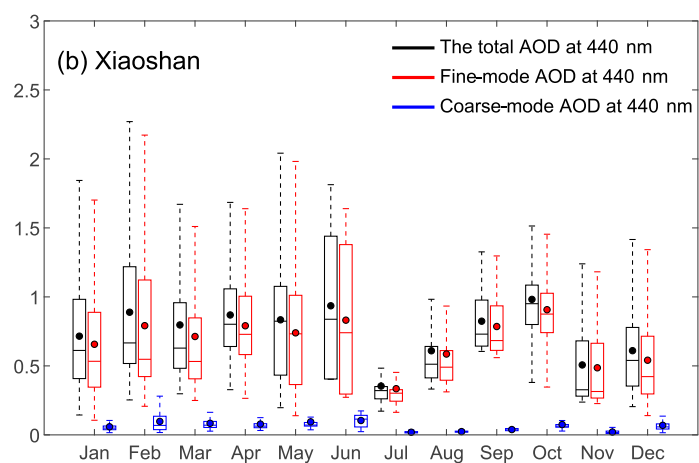 3
2.5
2
1.5
1
0.5
0
(b) Xiaoshan
The total AOD at 440 nm
Fine-mode AOD at 440 nm
Coarse-mode AOD at 440 nm
Jan Feb Mar Apr May Jun Jul Aug Sep Oct Nov Dec